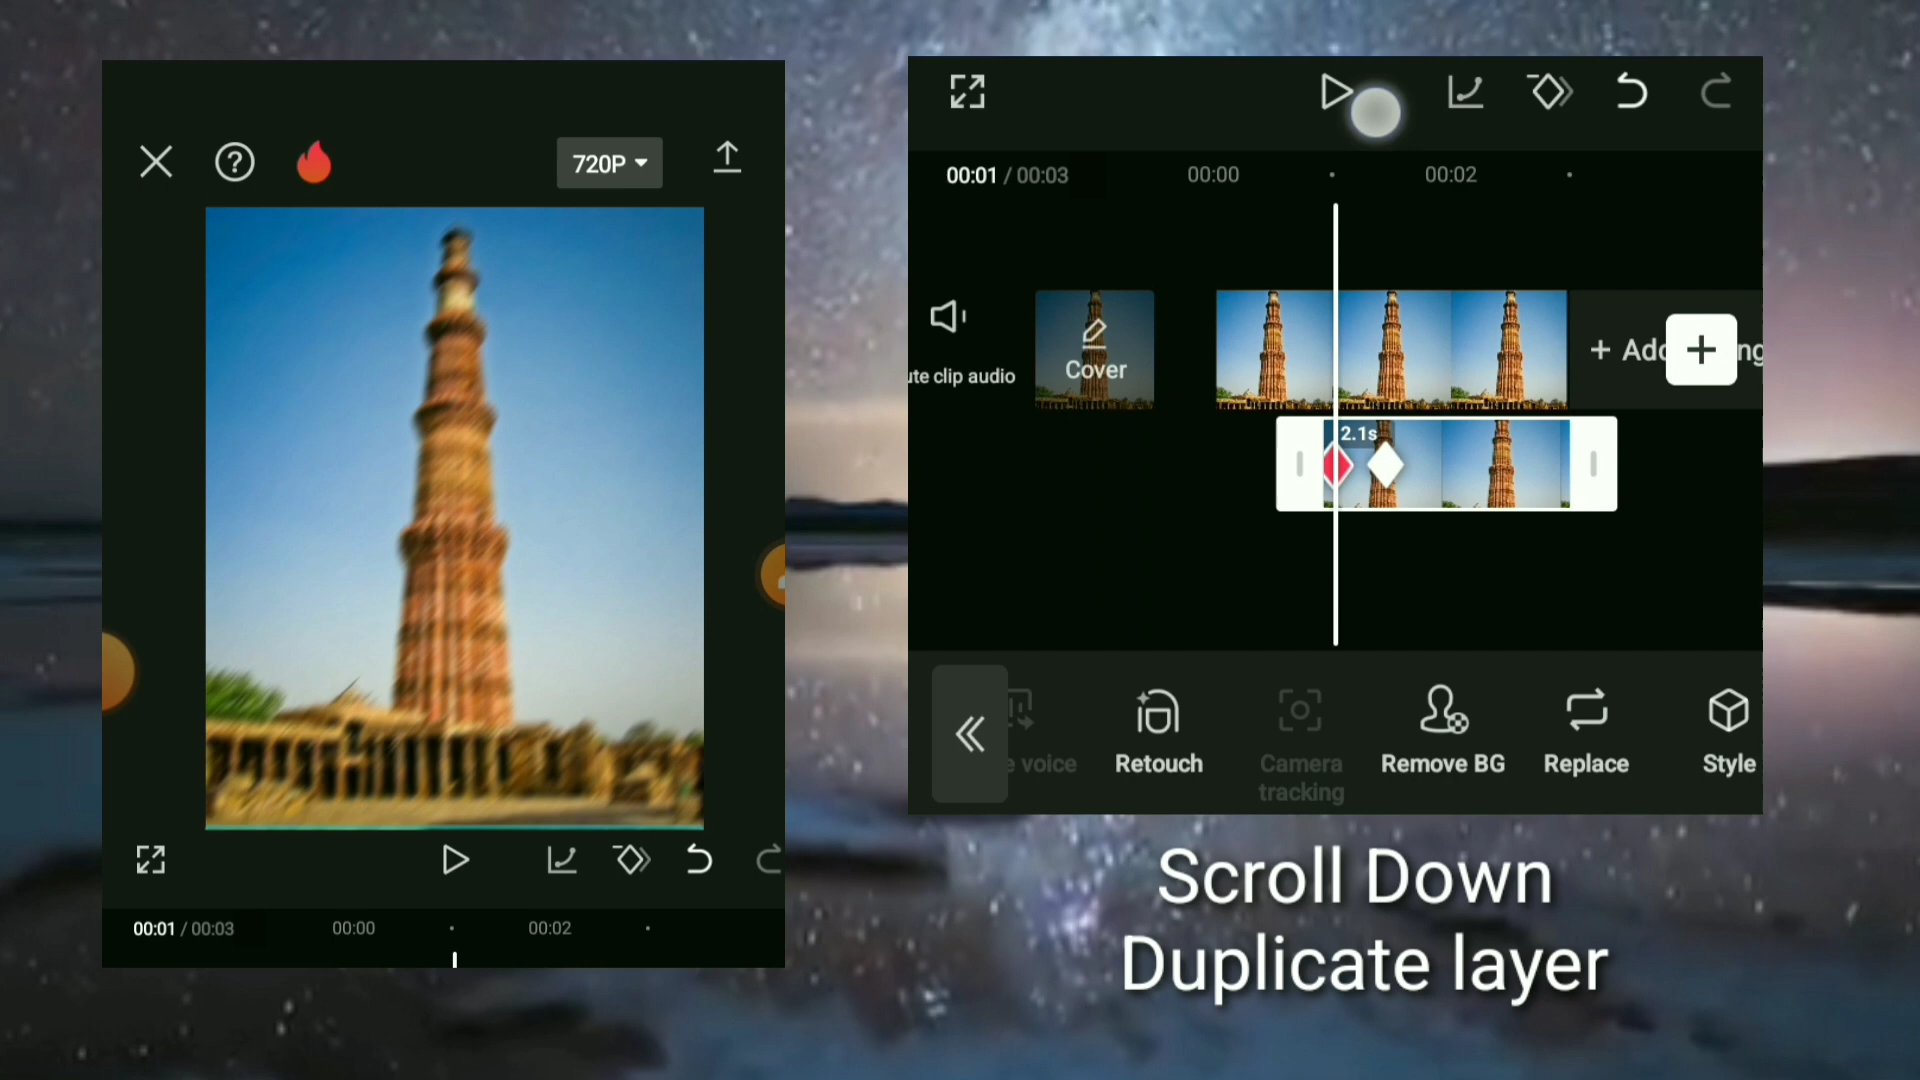 720P
00:01 / 00:03
00:00
00:02
00:01 / 00:03
00:00
00:02
ute clip audio
Cover
+ Add
ng
2.1s
e voice
Retouch
Camera
tracking
Remove BG
Replace
Style
Scroll Down
Duplicate layer